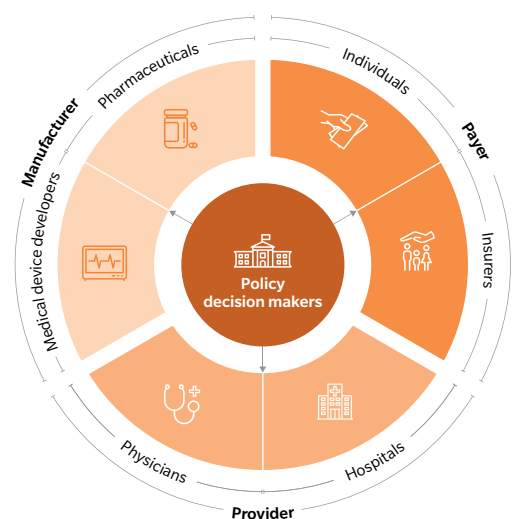 Pharmaceuticals
Individuals
Manufacturer
Payer
Medical device developers
Insurers
Policy
decision makers
Physicians
Hospitals
Provider